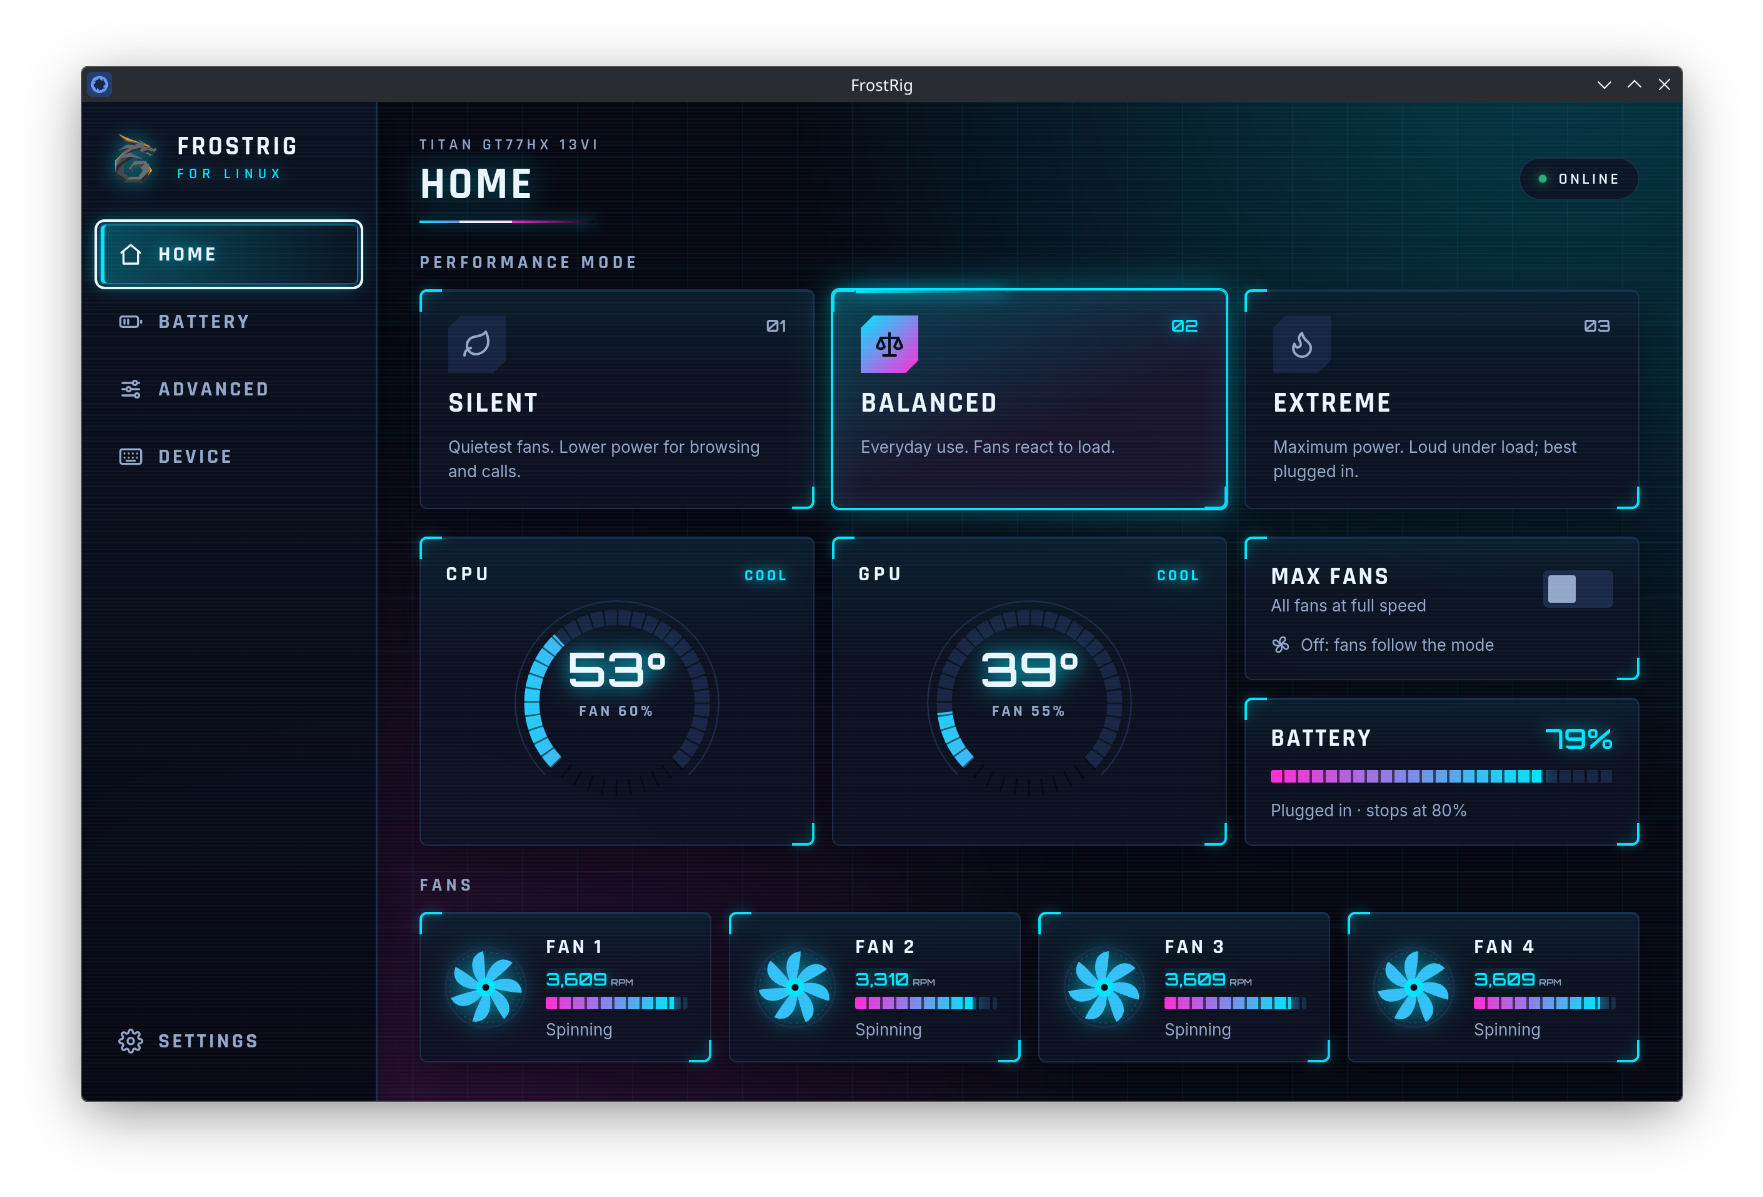 FrostRig
FROSTRIG
FOR LINUX
HOME
BATTERY
ADVANCED
DEVICE
SETTINGS
TITAN GT77HX 13VI
HOME
ONLINE
PERFORMANCE MODE
01
SILENT
Quietest fans. Lower power for browsing
and calls.
02
BALANCED
Everyday use. Fans react to load.
03
EXTREME
Maximum power. Loud under load; best
plugged in.
CPU
COOL
53°
FAN 60%
GPU
COOL
39°
FAN 55%
MAX FANS
All fans at full speed
Off: fans follow the mode
BATTERY
79%
Plugged in · stops at 80%
FANS
FAN 1
3,609 RPM
Spinning
FAN 2
3,310 RPM
Spinning
FAN 3
3,609 RPM
Spinning
FAN 4
3,609 RPM
Spinning